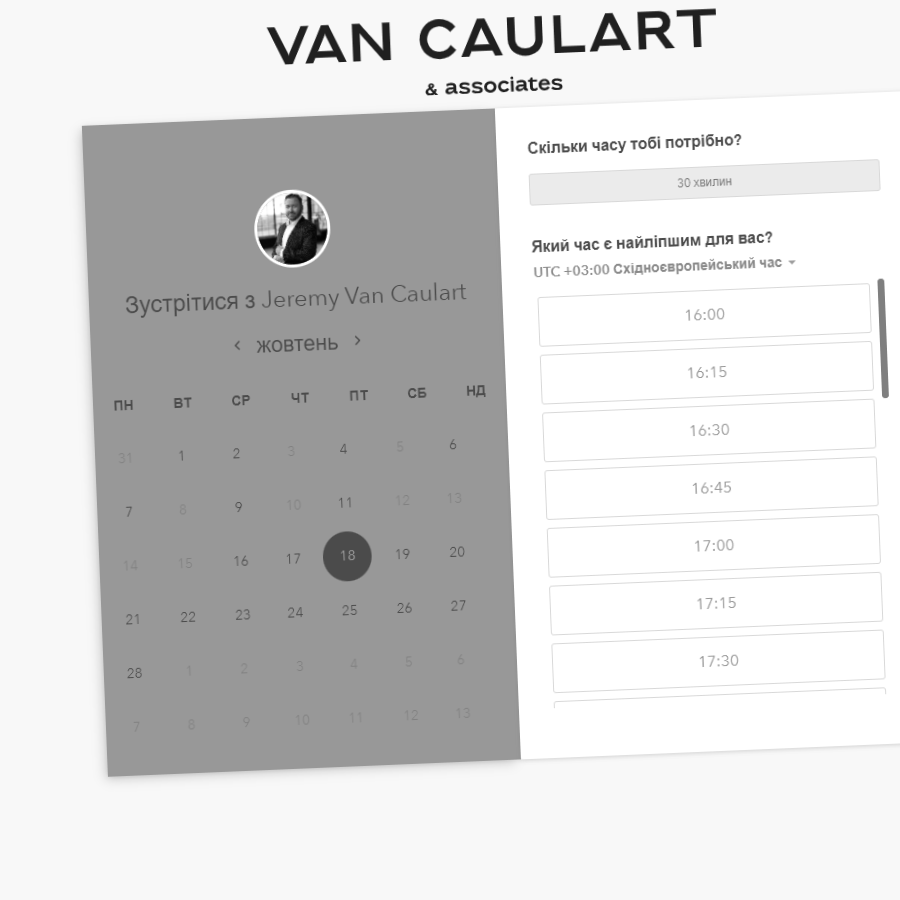 VAN CAULART
& associates
Зустрітися з Jeremy Van Caulart
‹ жовтень ›
ПН ВТ СР ЧТ ПТ СБ НД
31 1 2 3 4 5 6
7 8 9 10 11 12 13
14 15 16 17 18 19 20
21 22 23 24 25 26 27
28 1 2 3 4 5 6
7 8 9 10 11 12 13
Скільки часу тобі потрібно?
30 хвилин
Який час є найліпшим для вас?
UTC +03:00 Східноєвропейський час
16:00
16:15
16:30
16:45
17:00
17:15
17:30